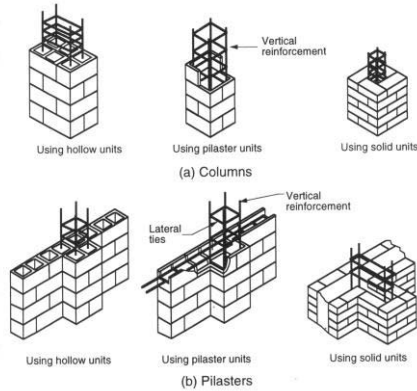 Vertical
reinforcement
Using hollow units
Using pilaster units
Using solid units
(a) Columns
Lateral
ties
Vertical
reinforcement
Using hollow units
Using pilaster units
Using solid units
(b) Pilasters